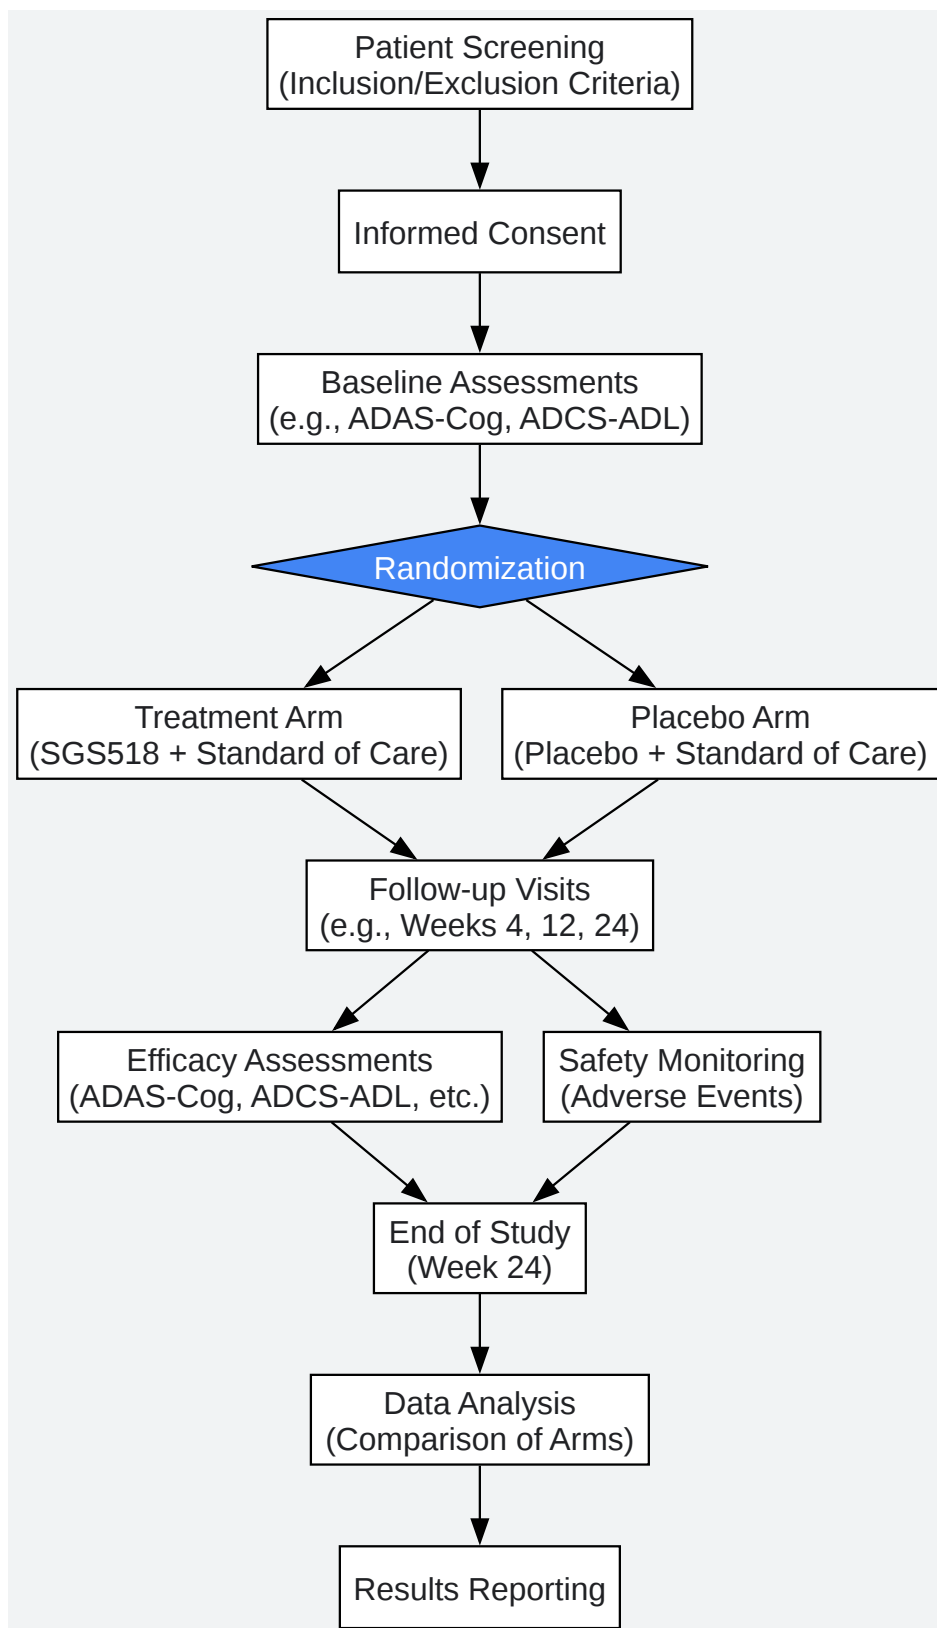 Patient Screening
(Inclusion/Exclusion Criteria)
Informed Consent
Baseline Assessments
(e.g., ADAS-Cog, ADCS-ADL)
Randomization
Treatment Arm
(SGS518 + Standard of Care)
Placebo Arm
(Placebo + Standard of Care)
Follow-up Visits
(e.g., Weeks 4, 12, 24)
Efficacy Assessments
(ADAS-Cog, ADCS-ADL, etc.)
Safety Monitoring
(Adverse Events)
End of Study
(Week 24)
Data Analysis
(Comparison of Arms)
Results Reporting